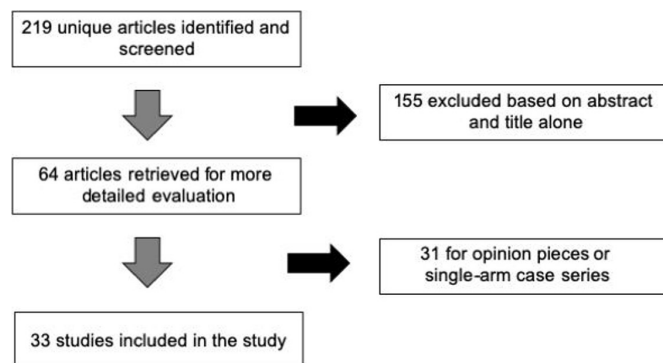 219 unique articles identified and
screened
155 excluded based on abstract
and title alone
64 articles retrieved for more
detailed evaluation
31 for opinion pieces or
single-arm case series
33 studies included in the study